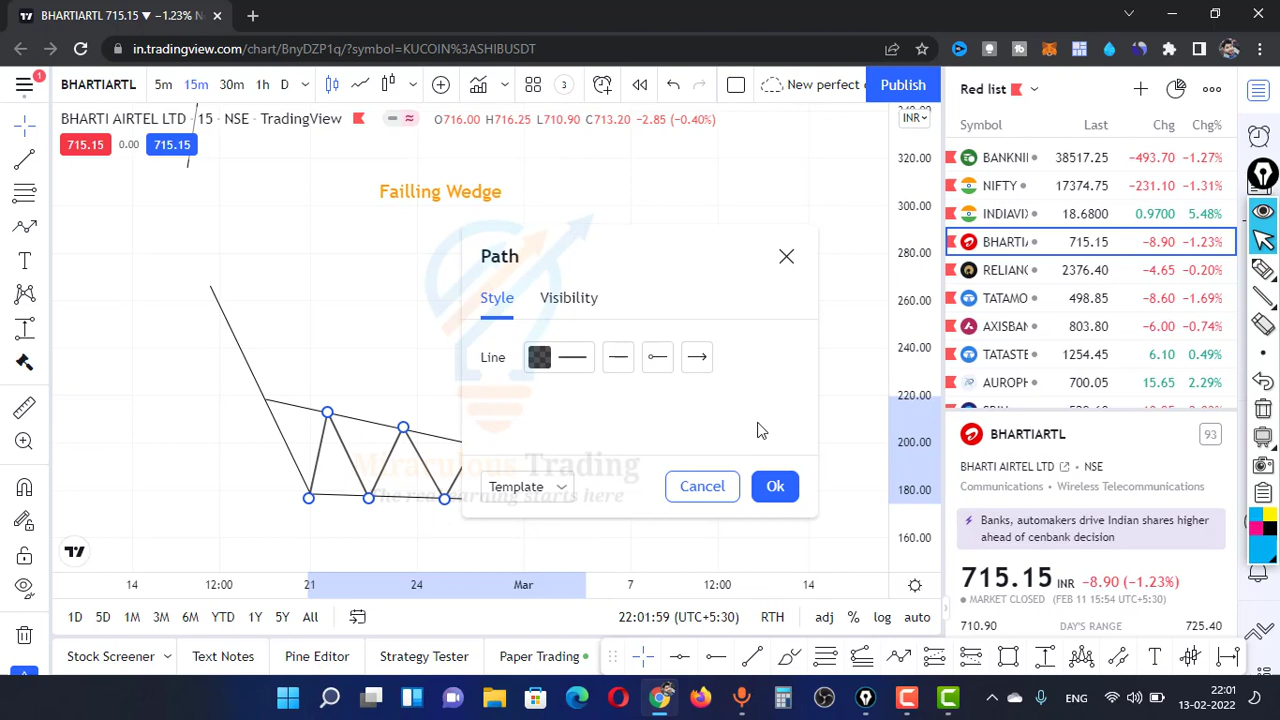 BHARTIARTL 715.15 ▼ −1.23% N
in.tradingview.com/chart/BnyDZP1q/?symbol=KUCOIN%3ASHIBUSDT
1
BHARTIARTL 5m 15m 30m 1h D 3 New perfect c Publish
BHARTI AIRTEL LTD · 15 · NSE · TradingView O716.00 H716.25 L710.90 C713.20 −2.85 (−0.40%) INR
715.15 0.00 715.15
Failling Wedge
320.00
300.00
280.00
260.00
240.00
220.00
200.00
180.00
160.00
Path
Style Visibility
Line
Miraculous Trading
The real earning starts here
Template Cancel Ok
14 12:00 21 24 Mar 7 12:00 14
1D 5D 1M 3M 6M YTD 1Y 5Y All 22:01:59 (UTC+5:30) RTH adj % log auto
Stock Screener Text Notes Pine Editor Strategy Tester Paper Trading
Red list
Symbol Last Chg Chg%
BANKNI 38517.25 −493.70 −1.27%
NIFTY 17374.75 −231.10 −1.31%
INDIAVIX 18.6800 0.9700 5.48%
BHARTIA 715.15 −8.90 −1.23%
RELIANC 2376.40 −4.65 −0.20%
TATAMO 498.85 −8.60 −1.69%
AXISBAN 803.80 −6.00 −0.74%
TATASTE 1254.45 6.10 0.49%
AUROPH 700.05 15.65 2.29%
BHARTIARTL 93
BHARTI AIRTEL LTD · NSE
Communications • Wireless Telecommunications
Banks, automakers drive Indian shares higher
ahead of cenbank decision
715.15 INR −8.90 (−1.23%)
MARKET CLOSED (FEB 11 15:54 UTC+5:30)
710.90 DAY'S RANGE 725.40
ENG 22:01
13-02-2022